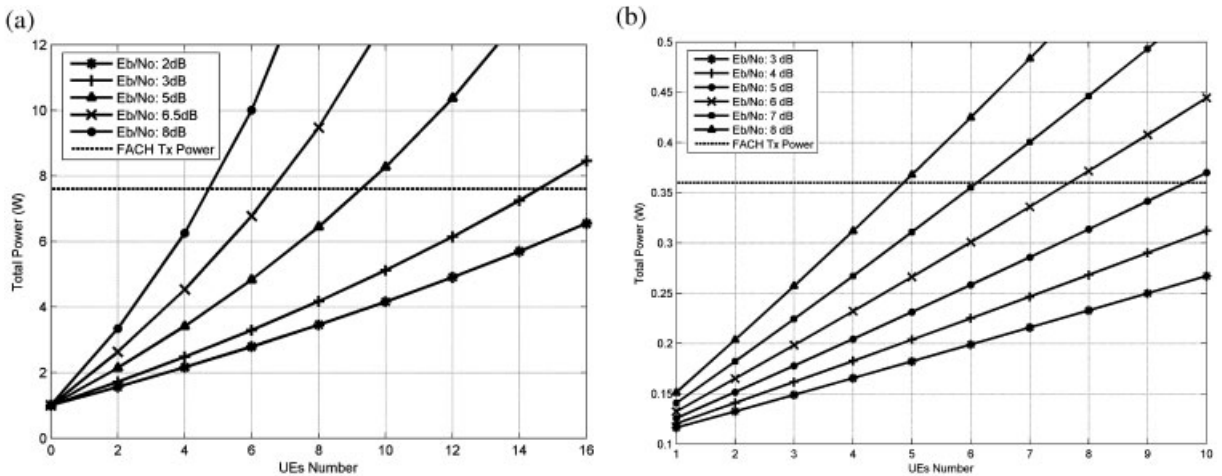 (a)
12
10
8
6
4
2
0
Total Power (W)
Eb/No: 2dB
Eb/No: 3dB
Eb/No: 5dB
Eb/No: 6.5dB
Eb/No: 8dB
FACH Tx Power
0 2 4 6 8 10 12 14 16
UEs Number
(b)
0.5
0.45
0.4
0.35
0.3
0.25
0.2
0.15
0.1
Total Power (W)
Eb/No: 3 dB
Eb/No: 4 dB
Eb/No: 5 dB
Eb/No: 6 dB
Eb/No: 7 dB
Eb/No: 8 dB
FACH Tx Power
1 2 3 4 5 6 7 8 9 10
UEs Number